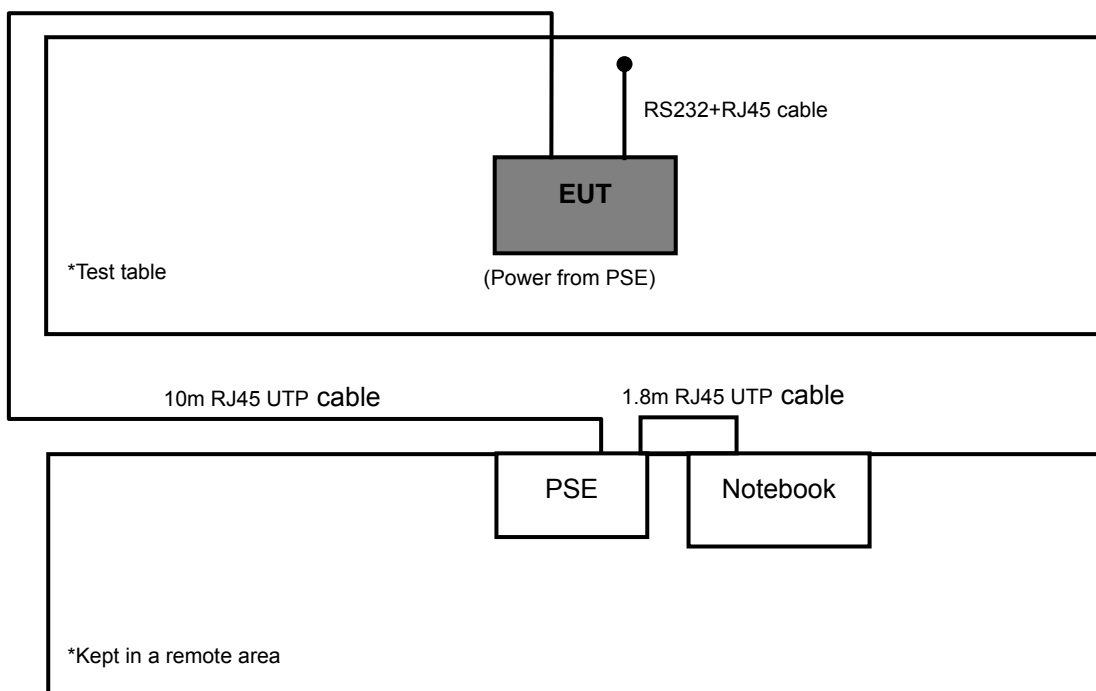 RS232+RJ45 cable
EUT
*Test table
(Power from PSE)
10m RJ45 UTP cable
1.8m RJ45 UTP cable
PSE
Notebook
*Kept in a remote area